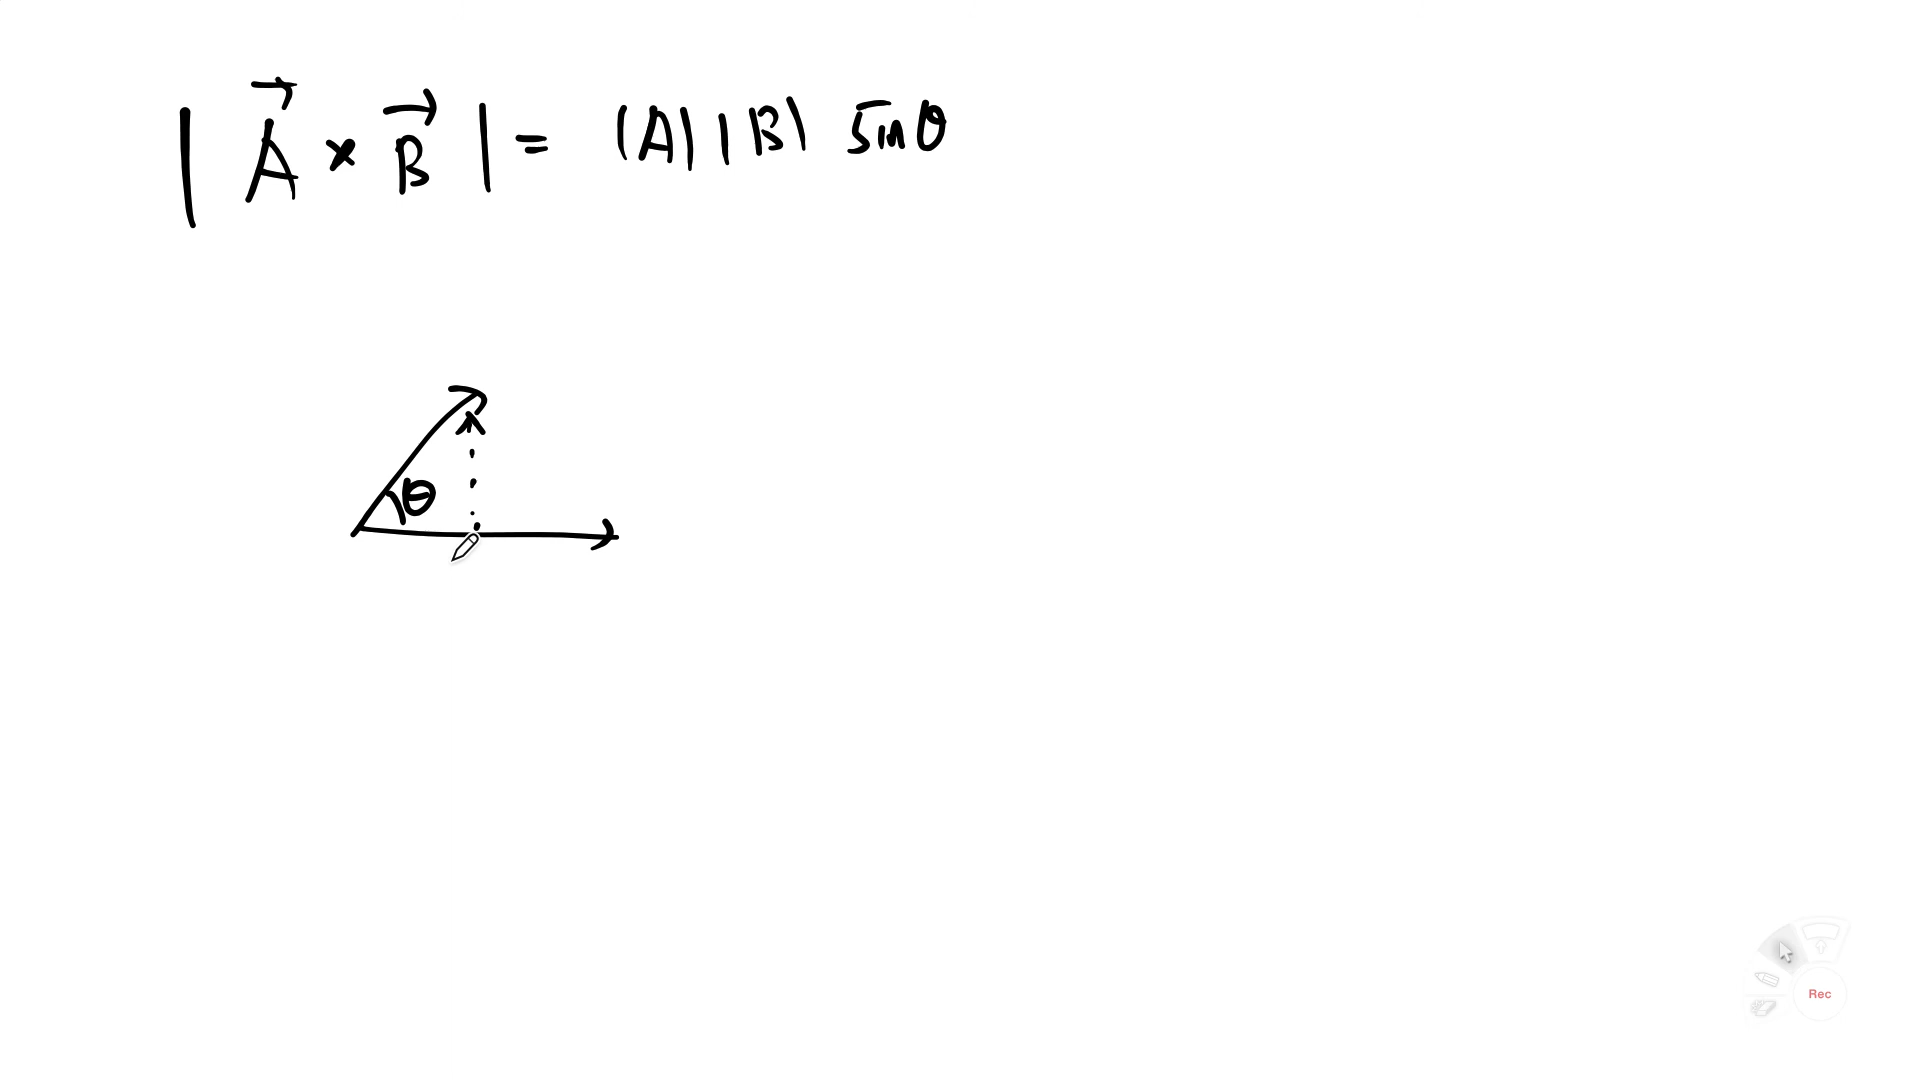 | A⃗ × B⃗ | = |A| |B| sinθ
θ
Rec